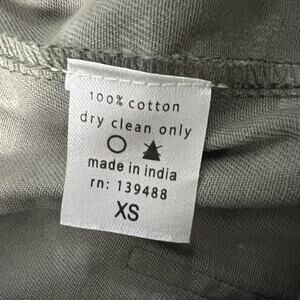 100% cotton
dry clean only
made in india
rn: 139488
XS